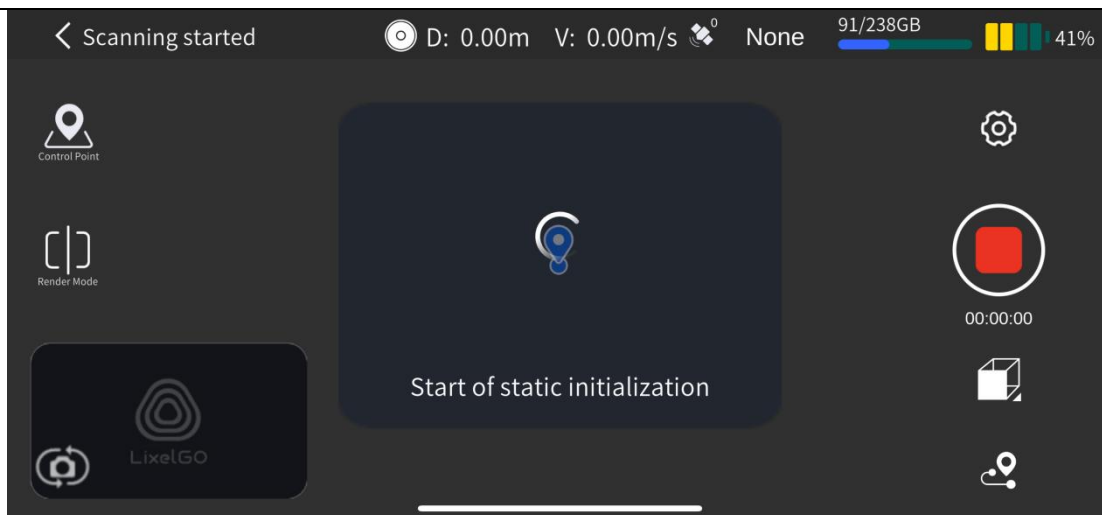 Scanning started
D: 0.00m V: 0.00m/s 0 None 91/238GB 41%
Control Point
Render Mode
00:00:00
Start of static initialization
LixelGO